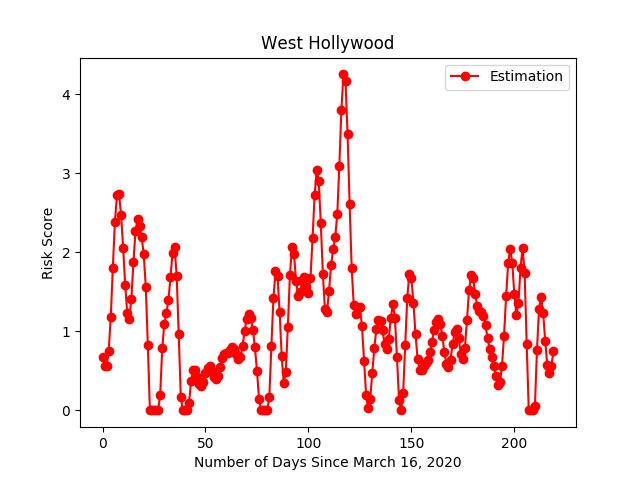 West Hollywood
Estimation
4
3
2
1
0
Risk Score
0 50 100 150 200
Number of Days Since March 16, 2020